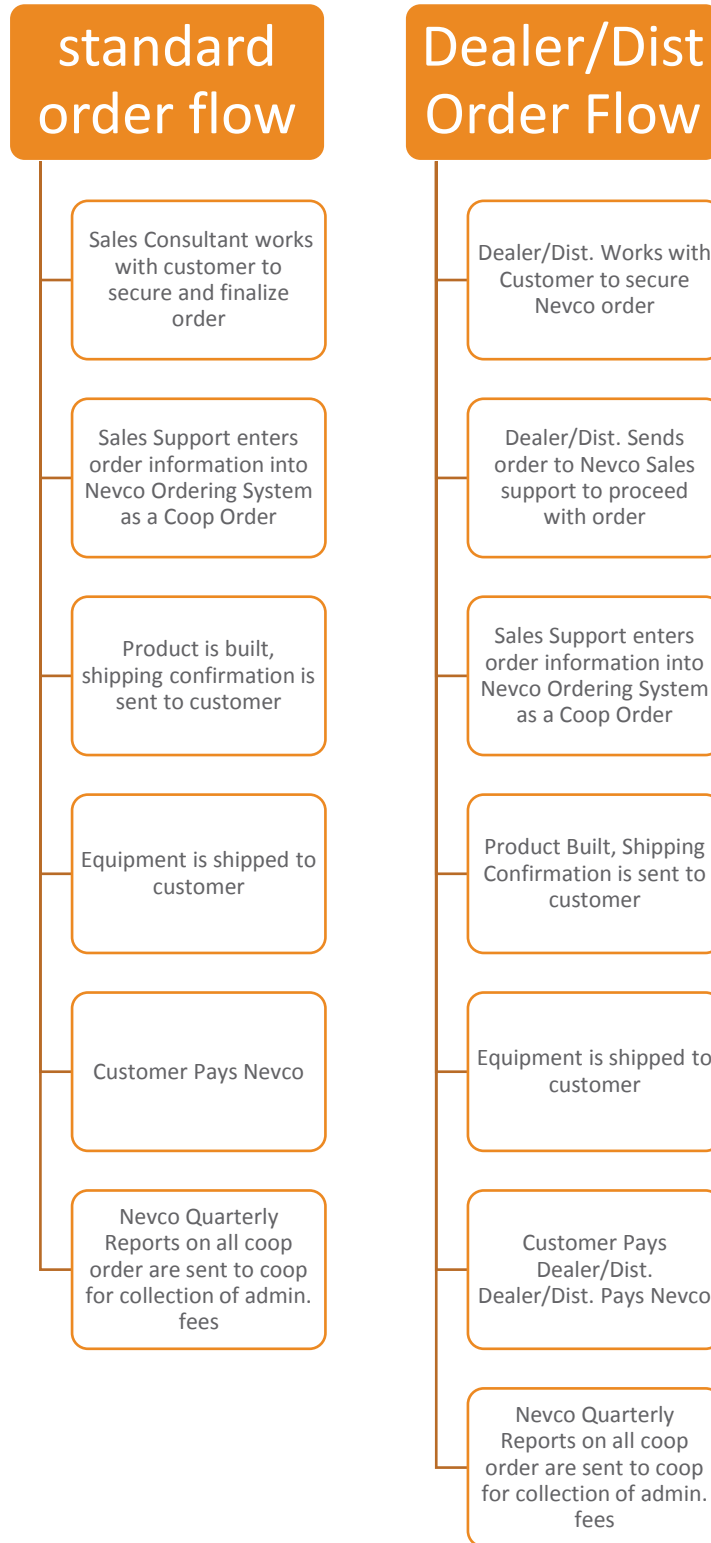 standard
order flow
Sales Consultant works
with customer to
secure and finalize
order
Sales Support enters
order information into
Nevco Ordering System
as a Coop Order
Product is built,
shipping confirmation is
sent to customer
Equipment is shipped to
customer
Customer Pays Nevco
Nevco Quarterly
Reports on all coop
order are sent to coop
for collection of admin.
fees
Dealer/Dist
Order Flow
Dealer/Dist. Works with
Customer to secure
Nevco order
Dealer/Dist. Sends
order to Nevco Sales
support to proceed
with order
Sales Support enters
order information into
Nevco Ordering System
as a Coop Order
Product Built, Shipping
Confirmation is sent to
customer
Equipment is shipped to
customer
Customer Pays
Dealer/Dist.
Dealer/Dist. Pays Nevco
Nevco Quarterly
Reports on all coop
order are sent to coop
for collection of admin.
fees